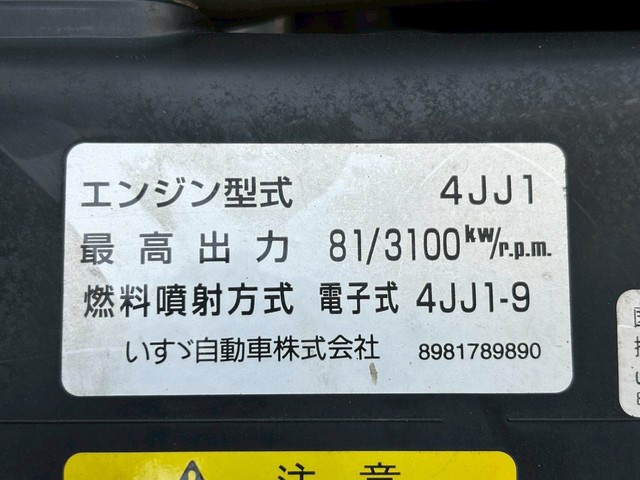 エンジン型式 4JJ1
最高出力 81/3100kW/r.p.m.
燃料噴射方式 電子式 4JJ1-9
いすゞ自動車株式会社 8981789890
注意